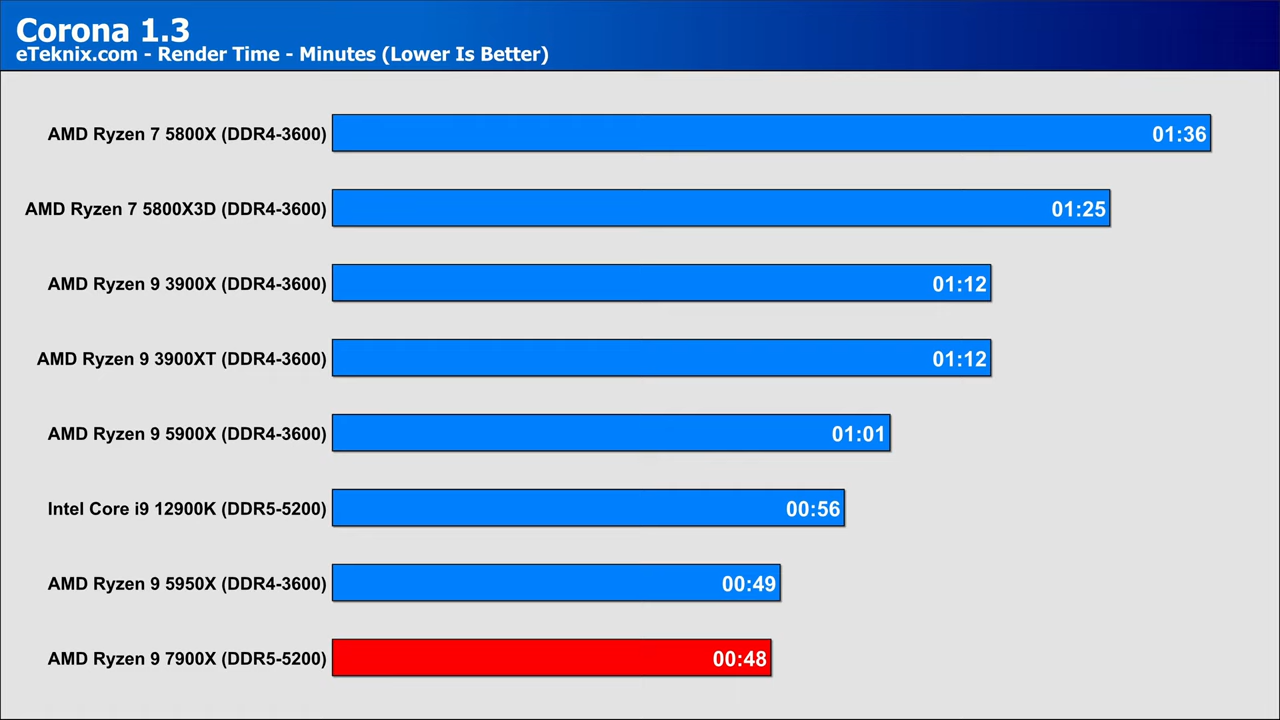 Corona 1.3
eTeknix.com - Render Time - Minutes (Lower Is Better)
AMD Ryzen 7 5800X (DDR4-3600) 01:36
AMD Ryzen 7 5800X3D (DDR4-3600) 01:25
AMD Ryzen 9 3900X (DDR4-3600) 01:12
AMD Ryzen 9 3900XT (DDR4-3600) 01:12
AMD Ryzen 9 5900X (DDR4-3600) 01:01
Intel Core i9 12900K (DDR5-5200) 00:56
AMD Ryzen 9 5950X (DDR4-3600) 00:49
AMD Ryzen 9 7900X (DDR5-5200) 00:48